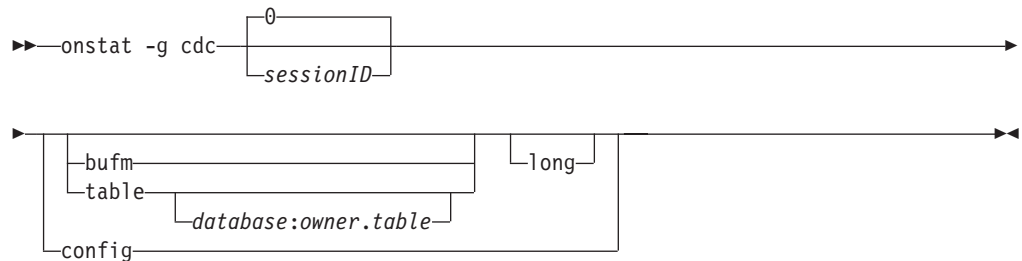 0
onstat -g cdc
sessionID
bufm
long
table
database:owner.table
config